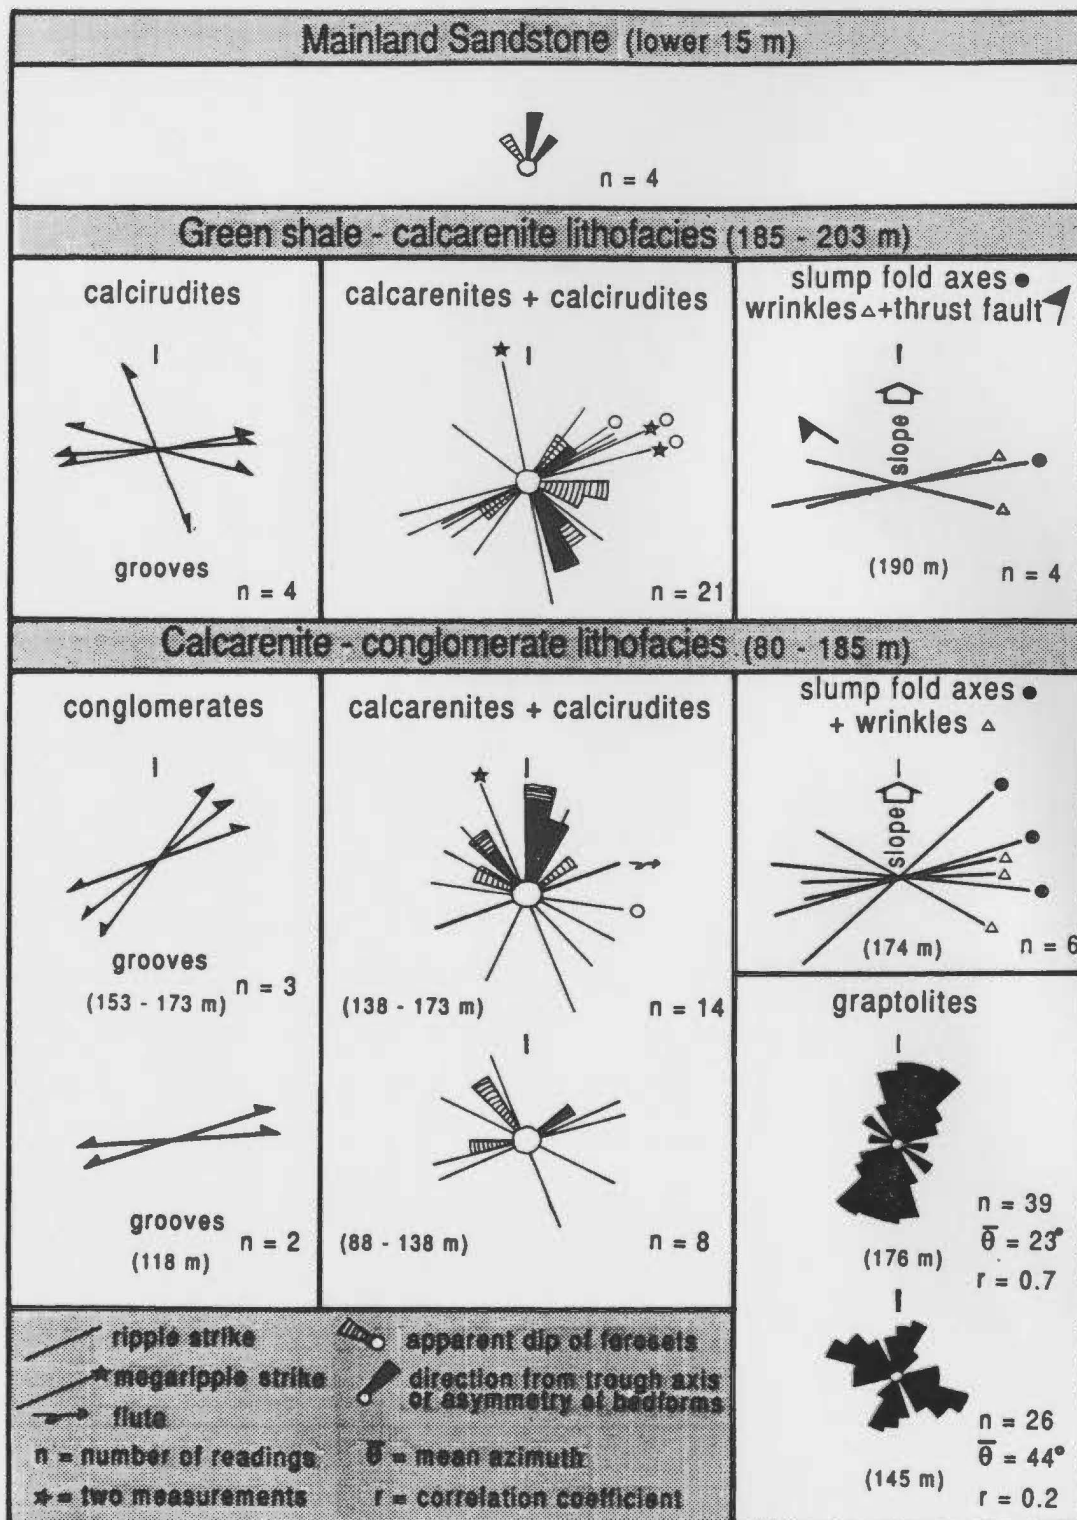 Mainland Sandstone (lower 15 m)
n = 4
Green shale - calcarenite lithofacies (185 - 203 m)
calcirudites
grooves
n = 4
calcarenites + calcirudites
n = 21
slump fold axes ●
wrinkles △+thrust fault
slope
(190 m)
n = 4
Calcarenite - conglomerate lithofacies (80 - 185 m)
conglomerates
grooves
(153 - 173 m)
n = 3
grooves
(118 m)
n = 2
calcarenites + calcirudites
(138 - 173 m)
n = 14
(88 - 138 m)
n = 8
slump fold axes ●
+ wrinkles △
slope
(174 m)
n = 6
graptolites
(176 m)
n = 39
θ̅ = 23°
r = 0.7
(145 m)
n = 26
θ̅ = 44°
r = 0.2
ripple strike
★ megaripple strike
flute
n = number of readings
★ = two measurements
apparent dip of foresets
direction from trough axis
or asymmetry of bedforms
θ̅ = mean azimuth
r = correlation coefficient